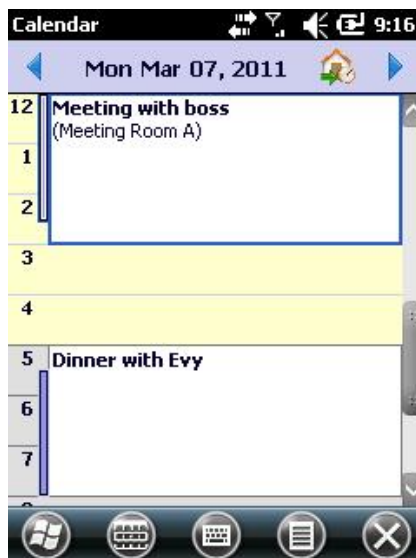 Calendar 9:16
Mon Mar 07, 2011
12 Meeting with boss
(Meeting Room A)
1
2
3
4
5 Dinner with Evy
6
7